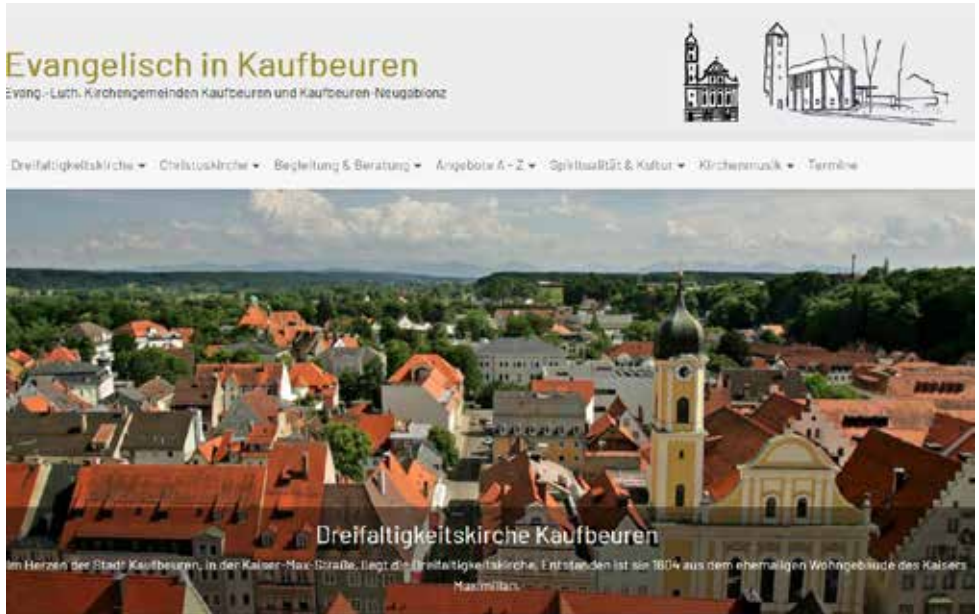 Evangelisch in Kaufbeuren
Evang.-Luth. Kirchengemeinden Kaufbeuren und Kaufbeuren-Neugablonz
Dreifaltigkeitskirche Christuskirche Begleitung & Beratung Angebote A - Z Spiritualität & Kultur Kirchenmusik Termine
Dreifaltigkeitskirche Kaufbeuren
Im Herzen der Stadt Kaufbeuren, in der Kaiser-Max-Straße, liegt die Dreifaltigkeitskirche. Entstanden ist sie 1604 aus dem ehemaligen Wohngebäude des Kaisers
Maximilian.